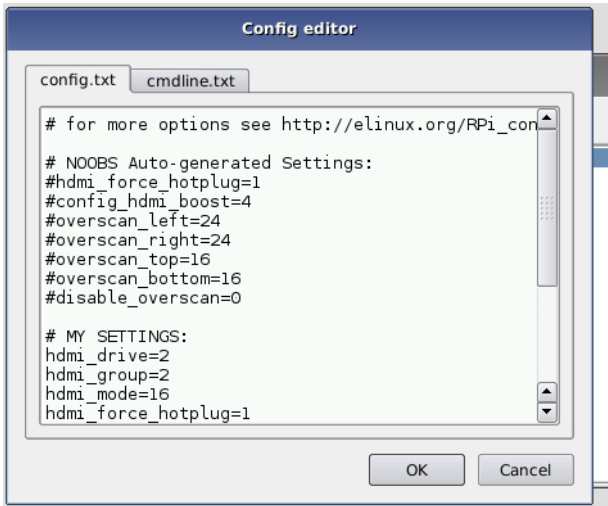 Config editor
config.txt
cmdline.txt
# for more options see http://elinux.org/RPi_con
# NOOBS Auto-generated Settings:
#hdmi_force_hotplug=1
#config_hdmi_boost=4
#overscan_left=24
#overscan_right=24
#overscan_top=16
#overscan_bottom=16
#disable_overscan=0
# MY SETTINGS:
hdmi_drive=2
hdmi_group=2
hdmi_mode=16
hdmi_force_hotplug=1
OK
Cancel